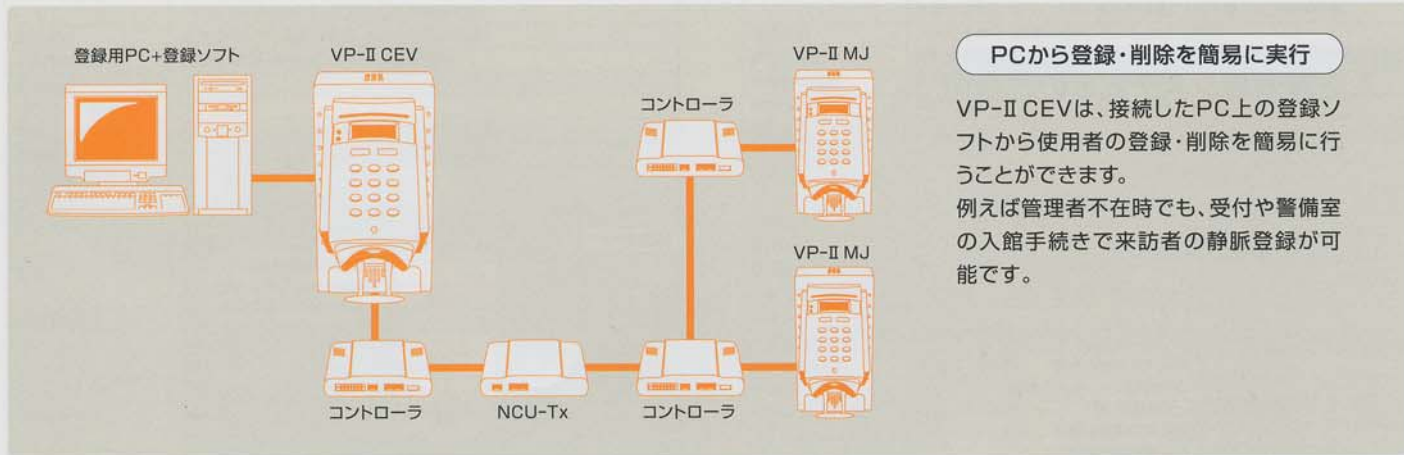 登録用PC+登録ソフト
VP-II CEV
VP-II MJ
コントローラ
VP-II MJ
コントローラ
NCU-Tx
コントローラ
PCから登録・削除を簡易に実行
VP-II CEVは、接続したPC上の登録ソ
フトから使用者の登録・削除を簡易に行
うことができます。
例えば管理者不在時でも、受付や警備室
の入館手続きで来訪者の静脈登録が可
能です。